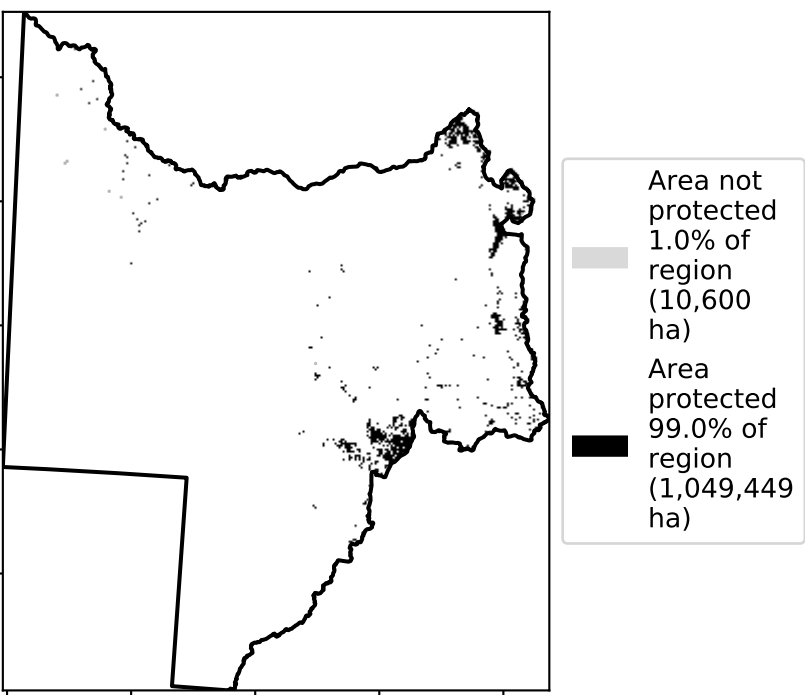 Area not
protected
1.0% of
region
(10,600
ha)
Area
protected
99.0% of
region
(1,049,449
ha)